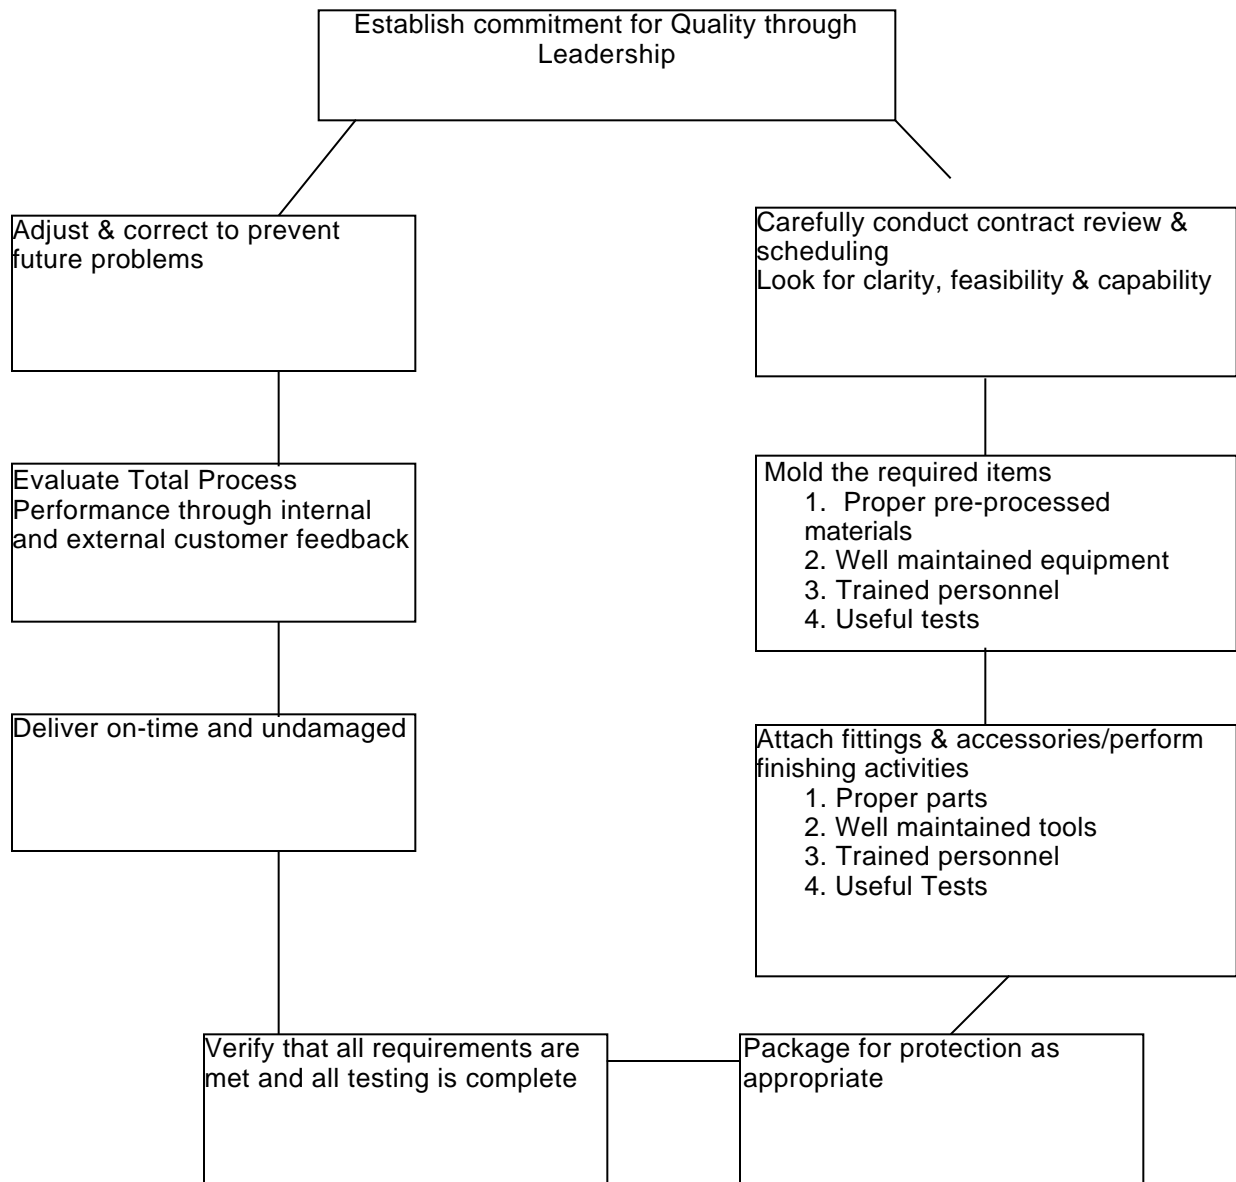 Establish commitment for Quality through
Leadership
Adjust & correct to prevent
future problems
Carefully conduct contract review &
scheduling
Look for clarity, feasibility & capability
Evaluate Total Process
Performance through internal
and external customer feedback
Mold the required items
1. Proper pre-processed
materials
2. Well maintained equipment
3. Trained personnel
4. Useful tests
Deliver on-time and undamaged
Attach fittings & accessories/perform
finishing activities
1. Proper parts
2. Well maintained tools
3. Trained personnel
4. Useful Tests
Verify that all requirements are
met and all testing is complete
Package for protection as
appropriate